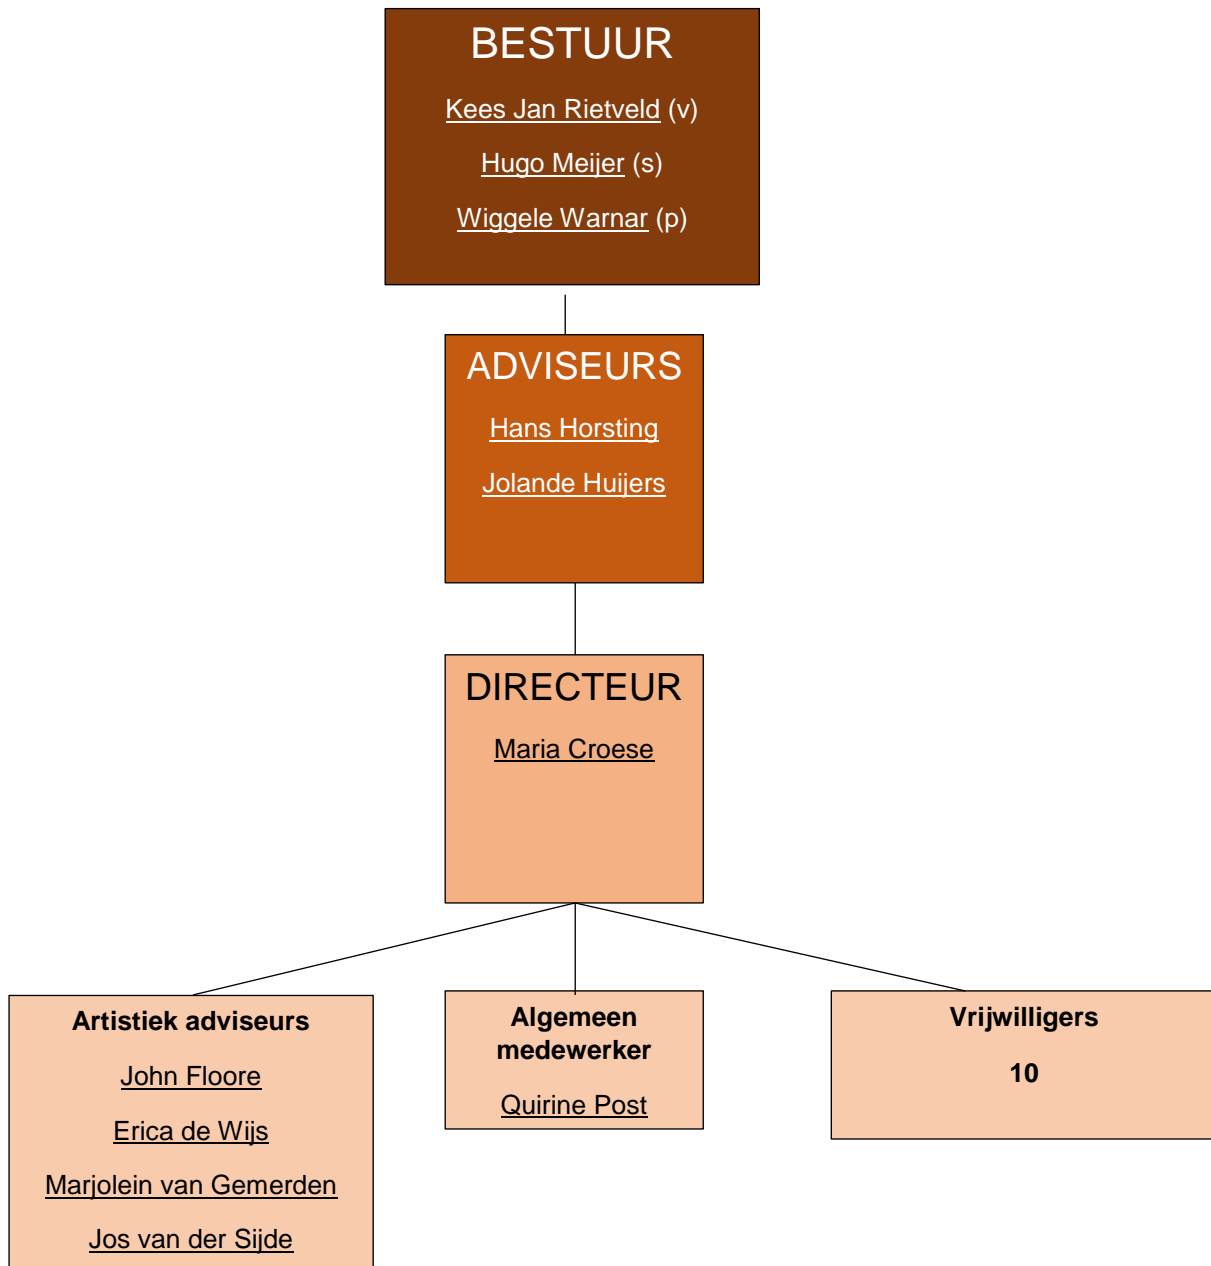 BESTUUR
Kees Jan Rietveld (v)
Hugo Meijer (s)
Wiggele Warnar (p)
ADVISEURS
Hans Horsting
Jolande Huijers
DIRECTEUR
Maria Croese
Artistiek adviseurs
John Floore
Erica de Wijs
Marjolein van Gemerden
Jos van der Sijde
Algemeen
medewerker
Quirine Post
Vrijwilligers
10